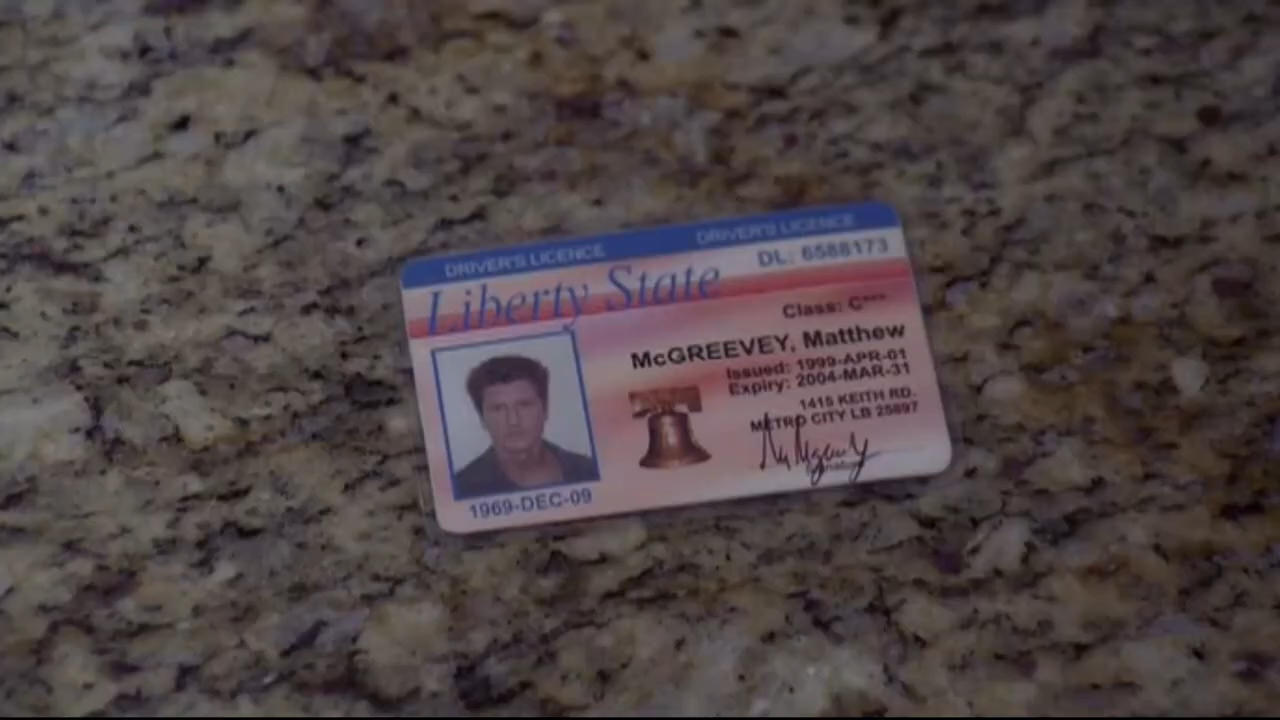 DRIVER'S LICENCE DRIVER'S LICENCE
Liberty State DL: 6588173
Class: C***
McGREEVEY, Matthew
Issued: 1999-APR-01
Expiry: 2004-MAR-31
1415 KEITH RD.
METRO CITY LB 25897
1969-DEC-09